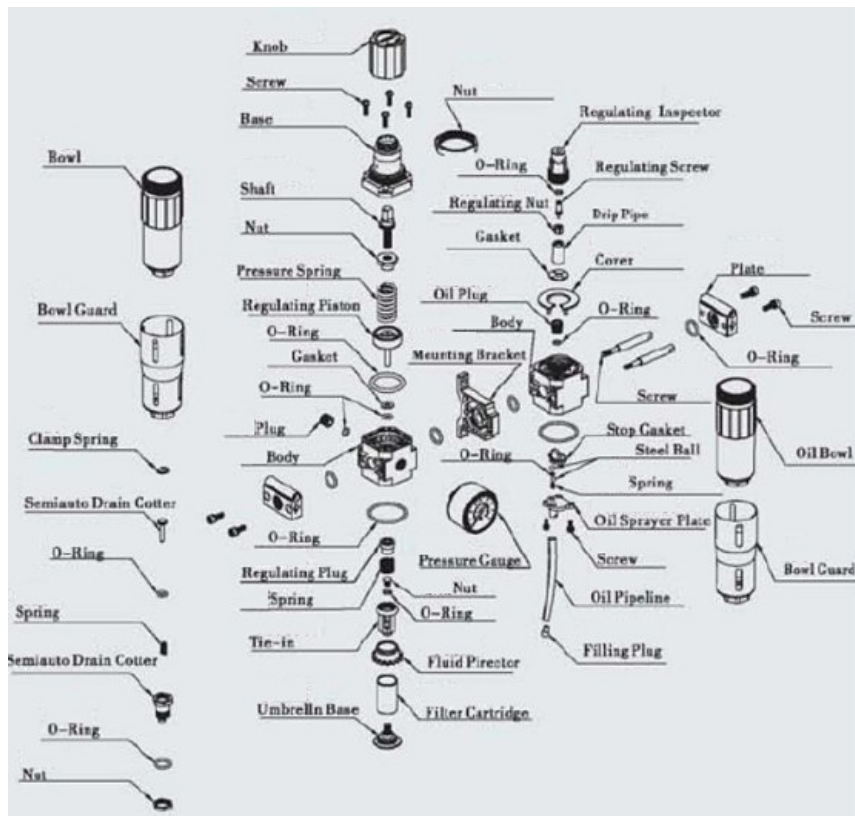 Knob
Screw
Base
Shaft
Nut
Pressure Spring
Regulating Piston
O-Ring
Gasket
O-Ring
Plug
Body
O-Ring
Regulating Plug
Spring
Nut
O-Ring
Tie-in
Fluid Pirector
Filter Cartridge
Umbrelln Base
Bowl
Bowl Guard
Clamp Spring
Semiauto Drain Cotter
O-Ring
Spring
Semiauto Drain Cotter
O-Ring
Nut
Nut
Regulating Inspector
O-Ring
Regulating Screw
Regulating Nut
Drip Pipe
Gasket
Cover
Oil Plug
O-Ring
Body
Mounting Bracket
Plate
Screw
O-Ring
Screw
Stop Gasket
Steel Ball
O-Ring
Spring
Oil Sprayer Plate
Pressure Gauge
Screw
Oil Pipeline
Filling Plug
Oil Bowl
Bowl Guard